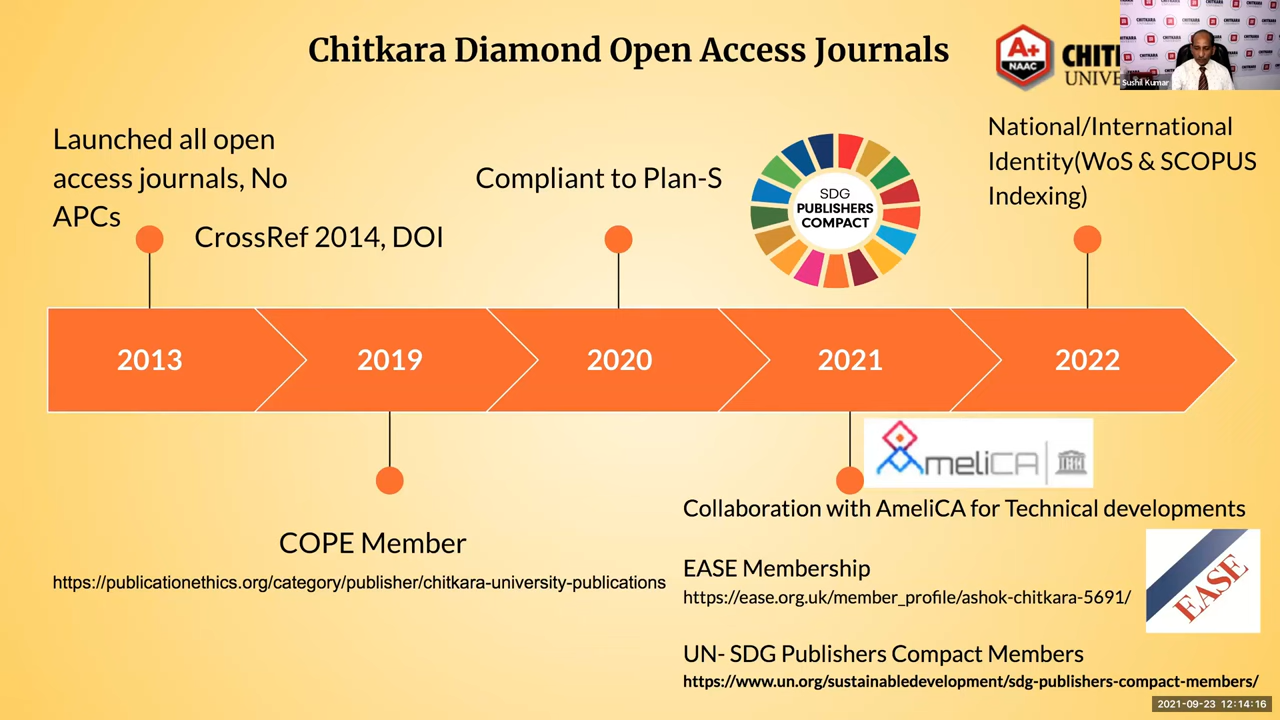 Chitkara Diamond Open Access Journals
A+
NAAC
CHIT
UNIVE
Sushil Kumar
Launched all open
access journals, No
APCs
CrossRef 2014, DOI
Compliant to Plan-S
SDG
PUBLISHERS
COMPACT
National/International
Identity(WoS & SCOPUS
Indexing)
2013
2019
2020
2021
2022
AmeliCA
Collaboration with AmeliCA for Technical developments
COPE Member
https://publicationethics.org/category/publisher/chitkara-university-publications
EASE Membership
https://ease.org.uk/member_profile/ashok-chitkara-5691/
EASE
UN- SDG Publishers Compact Members
https://www.un.org/sustainabledevelopment/sdg-publishers-compact-members/
2021-09-23 12:14:16